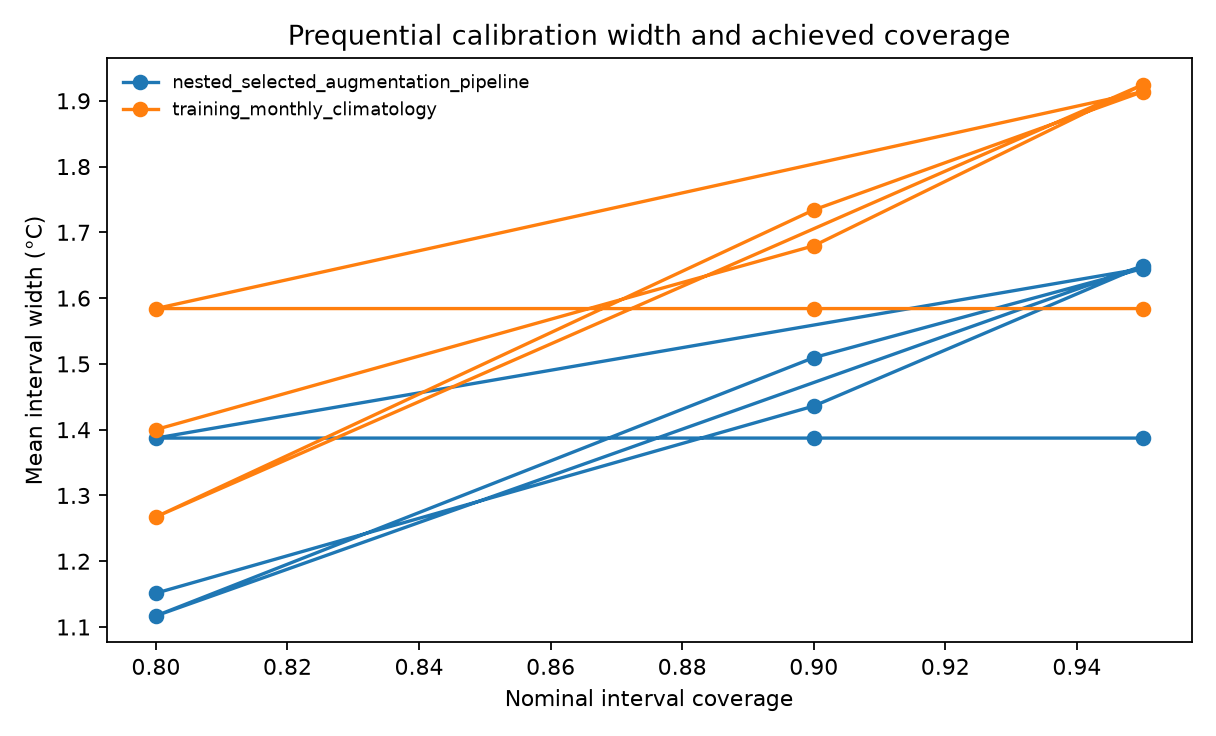 Prequential calibration width and achieved coverage
nested_selected_augmentation_pipeline
training_monthly_climatology
Mean interval width (°C)
1.9
1.8
1.7
1.6
1.5
1.4
1.3
1.2
1.1
0.80 0.82 0.84 0.86 0.88 0.90 0.92 0.94
Nominal interval coverage